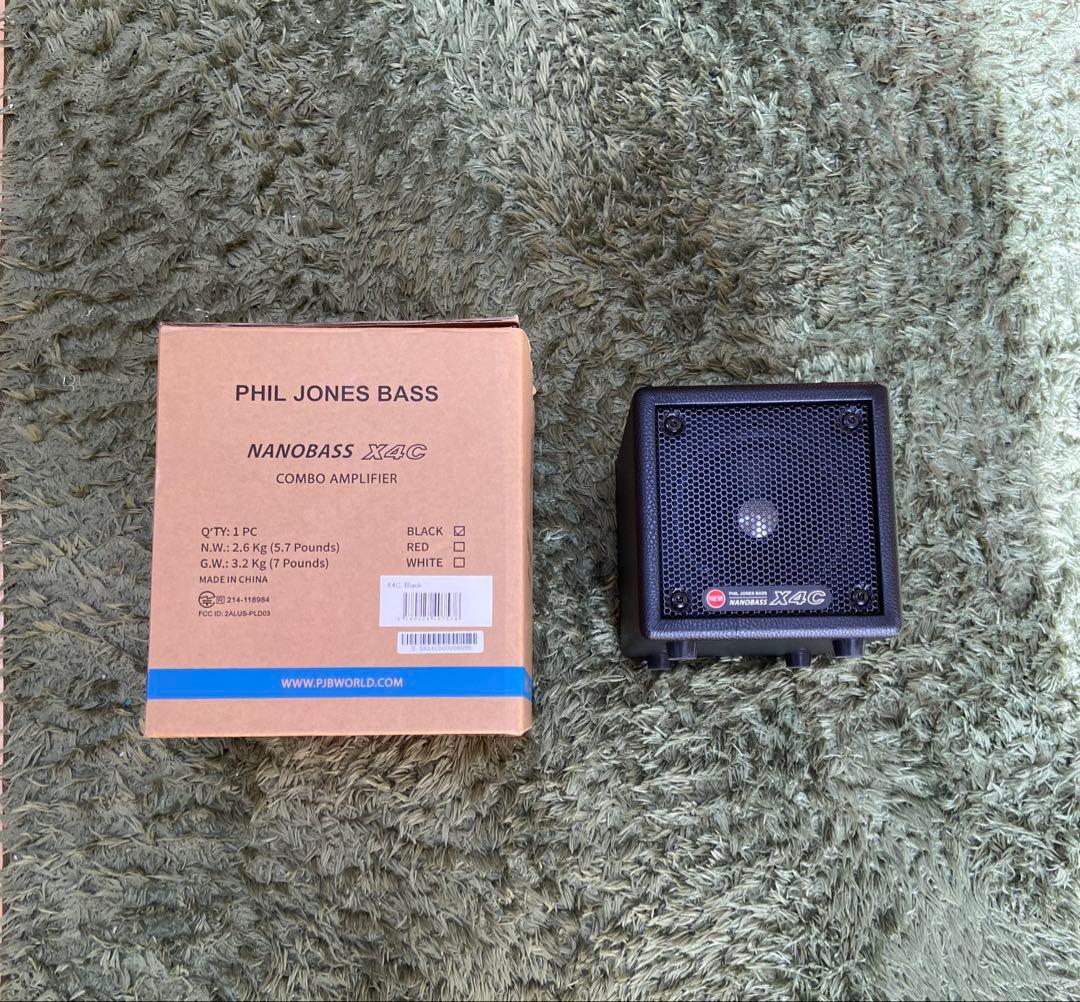 PHIL JONES BASS
NANOBASS X4C
COMBO AMPLIFIER
Q'TY: 1 PC
N.W.: 2.6 Kg (5.7 Pounds)
G.W.: 3.2 Kg (7 Pounds)
MADE IN CHINA
R 214-118984
FCC ID: 2ALUS-PLD03
BLACK ☑
RED ☐
WHITE ☐
X4C, Black
WWW.PJBWORLD.COM
NEW
PHIL JONES BASS
NANOBASS X4C